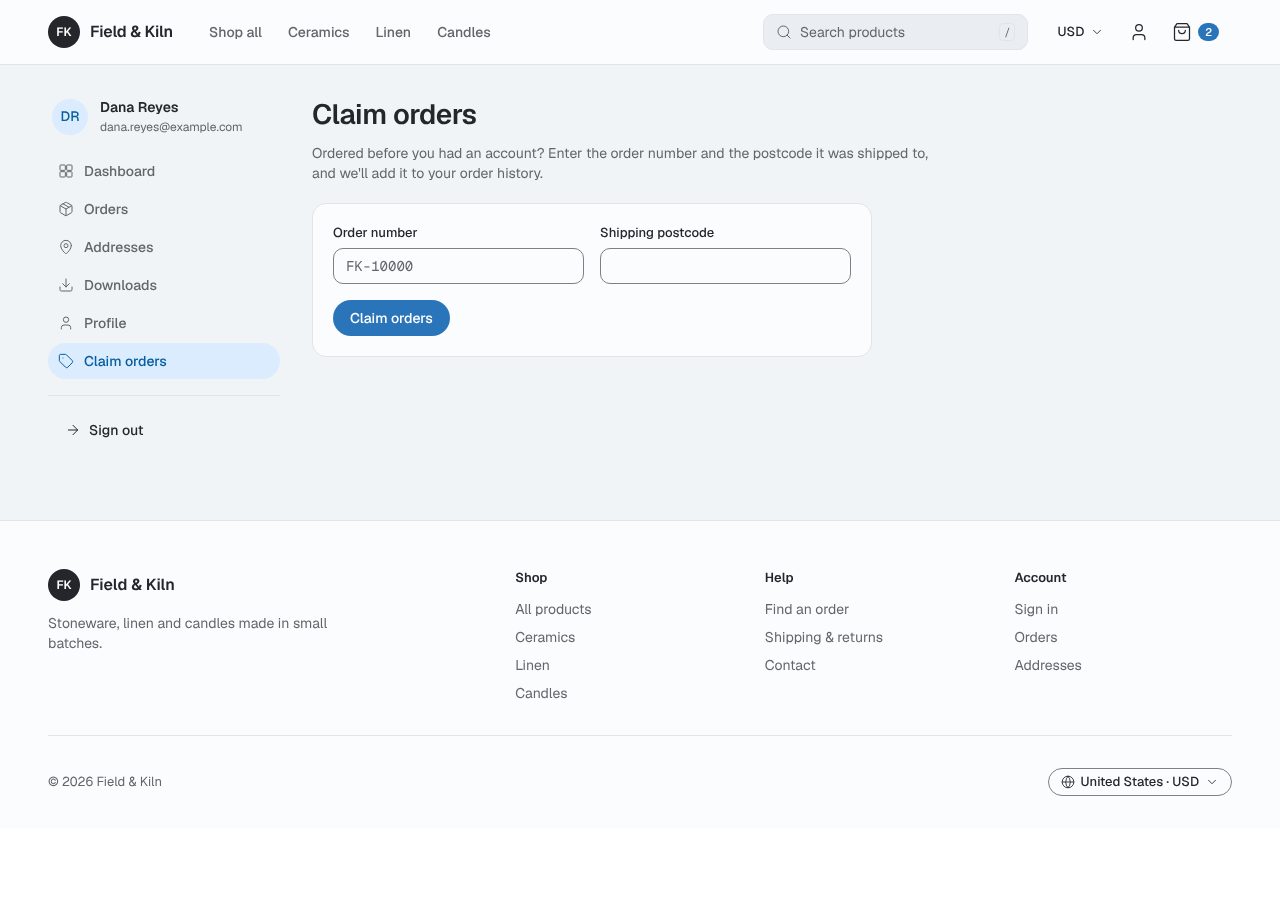 FK Field & Kiln Shop all Ceramics Linen Candles Search products / USD 2
DR Dana Reyes
dana.reyes@example.com
Dashboard
Orders
Addresses
Downloads
Profile
Claim orders
Sign out
Claim orders
Ordered before you had an account? Enter the order number and the postcode it was shipped to,
and we'll add it to your order history.
Order number
FK-10000
Shipping postcode
Claim orders
FK Field & Kiln
Stoneware, linen and candles made in small
batches.
Shop
All products
Ceramics
Linen
Candles
Help
Find an order
Shipping & returns
Contact
Account
Sign in
Orders
Addresses
© 2026 Field & Kiln
United States · USD